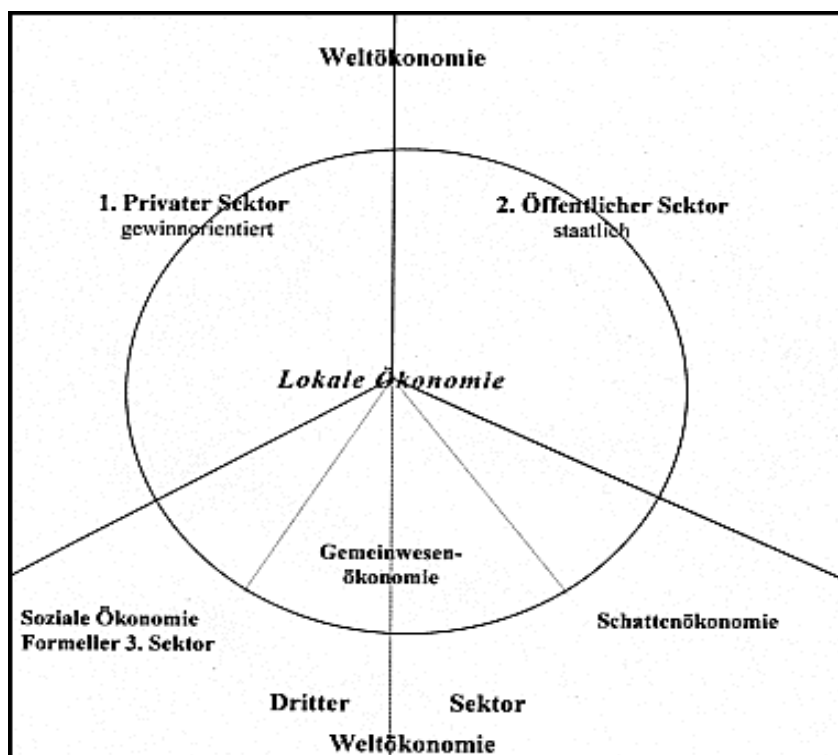 Weltökonomie
1. Privater Sektor
gewinnorientiert
2. Öffentlicher Sektor
staatlich
Lokale Ökonomie
Gemeinwesen-
ökonomie
Soziale Ökonomie
Formeller 3. Sektor
Schattenökonomie
Dritter Sektor
Weltökonomie